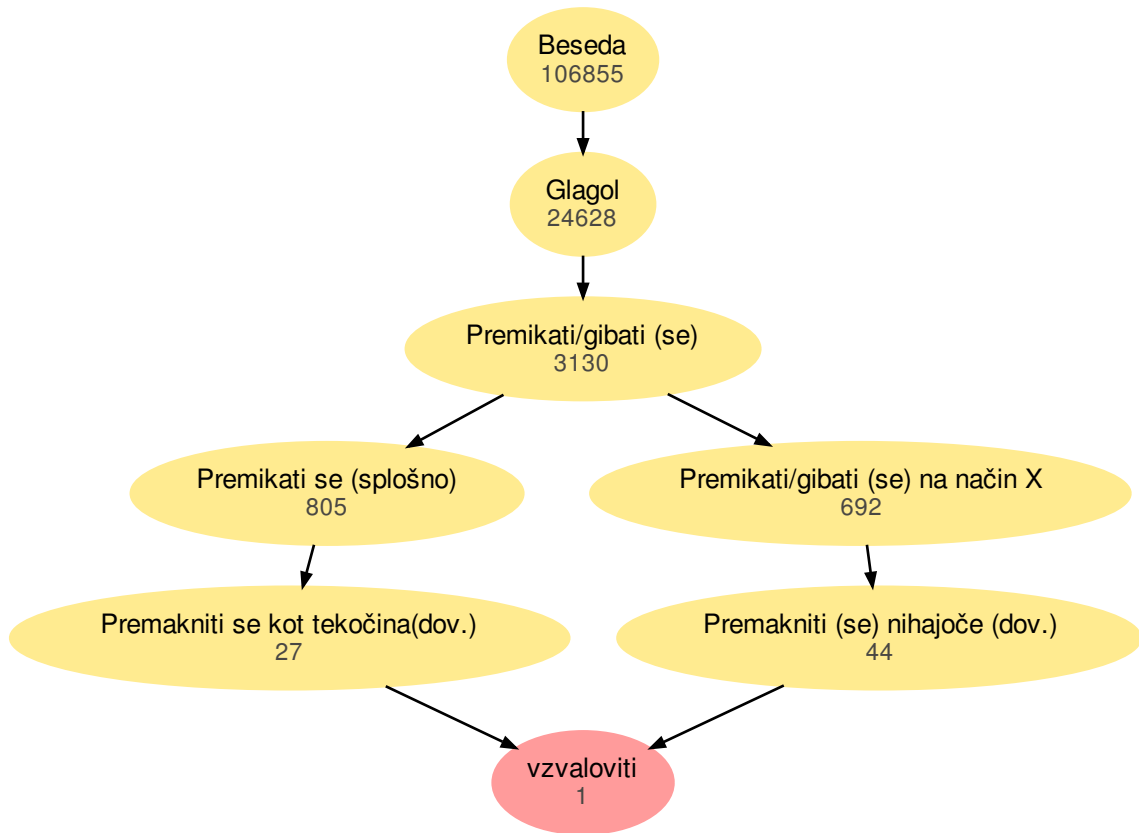 Beseda
106855
Glagol
24628
Premikati/gibati (se)
3130
Premikati se (splošno)
805
Premikati/gibati (se) na način X
692
Premakniti se kot tekočina(dov.)
27
Premakniti (se) nihajoče (dov.)
44
vzvaloviti
1